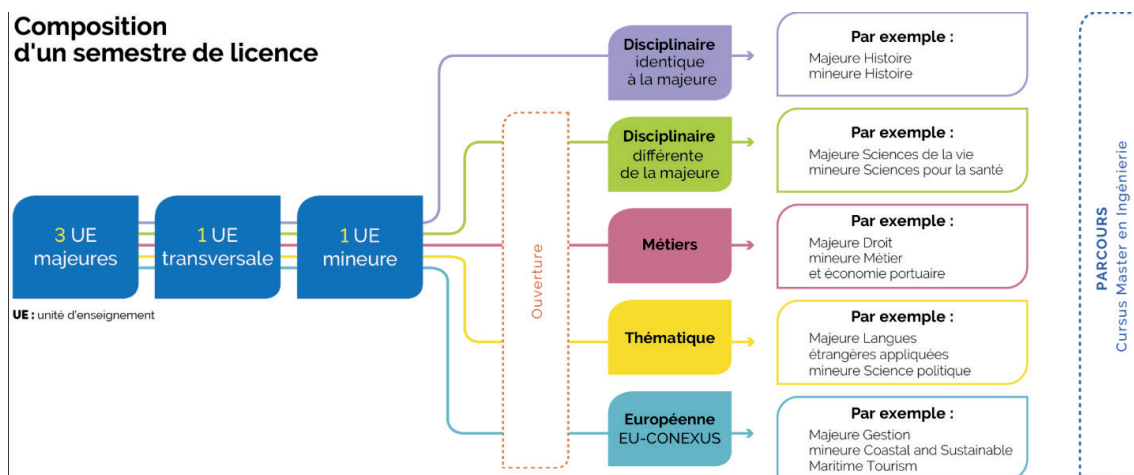 Composition
d'un semestre de licence
3 UE
majeures
1 UE
transversale
1 UE
mineure
UE : unité d'enseignement
Ouverture
Disciplinaire
identique
à la majeure
Par exemple :
Majeure Histoire
mineure Histoire
Disciplinaire
différente
de la majeure
Par exemple :
Majeure Sciences de la vie
mineure Sciences pour la santé
Métiers
Par exemple :
Majeure Droit
mineure Métier
et économie portuaire
Thématique
Par exemple :
Majeure Langues
étrangères appliquées
mineure Science politique
Européenne
EU-CONEXUS
Par exemple :
Majeure Gestion
mineure Coastal and Sustainable
Maritime Tourism
PARCOURS
Cursus Master en Ingénierie